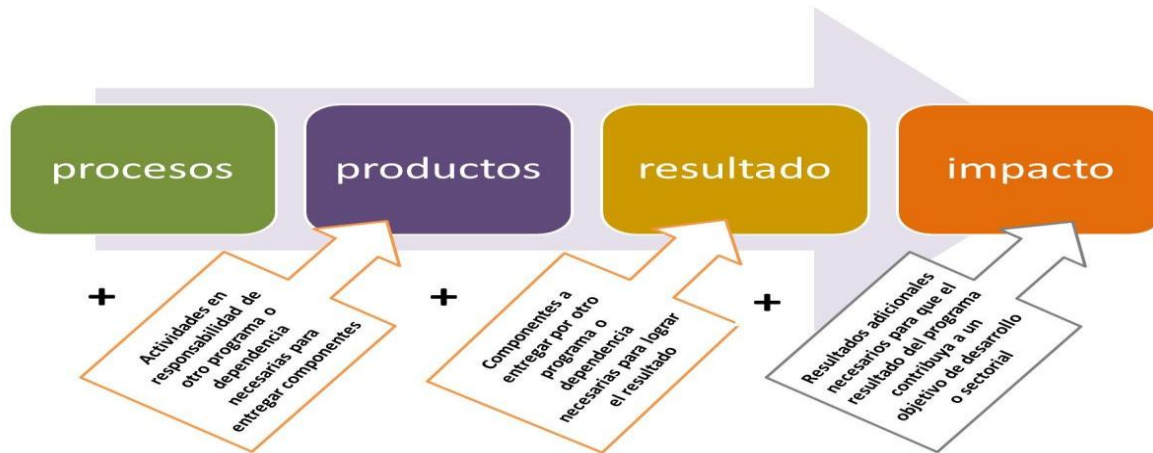 procesos
productos
resultado
impacto
+
Actividades en
responsabilidad de
otro programa o
dependencia
necesarias para
entregar componentes
+
Componentes a
entregar por otro
programa o
dependencia
necesarias para lograr
el resultado
+
Resultados adicionales
necesarios para que el
resultado del programa
contribuya a un
objetivo de desarrollo
o sectorial